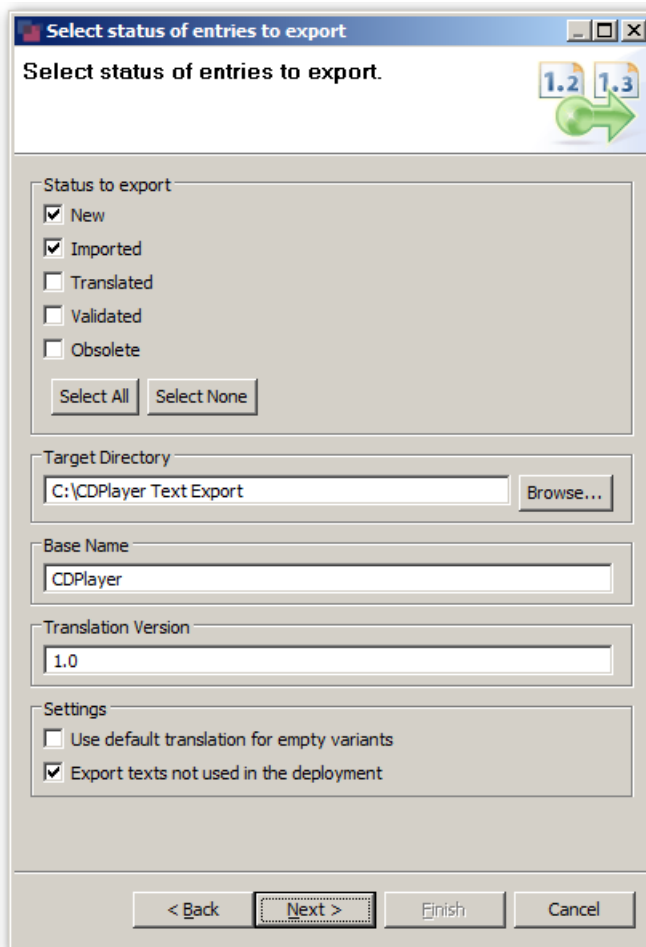 Select status of entries to export
Select status of entries to export.
1.2 1.3
Status to export
New
Imported
Translated
Validated
Obsolete
Select All Select None
Target Directory
C:\CDPlayer Text Export Browse...
Base Name
CDPlayer
Translation Version
1.0
Settings
Use default translation for empty variants
Export texts not used in the deployment
< Back Next > Finish Cancel